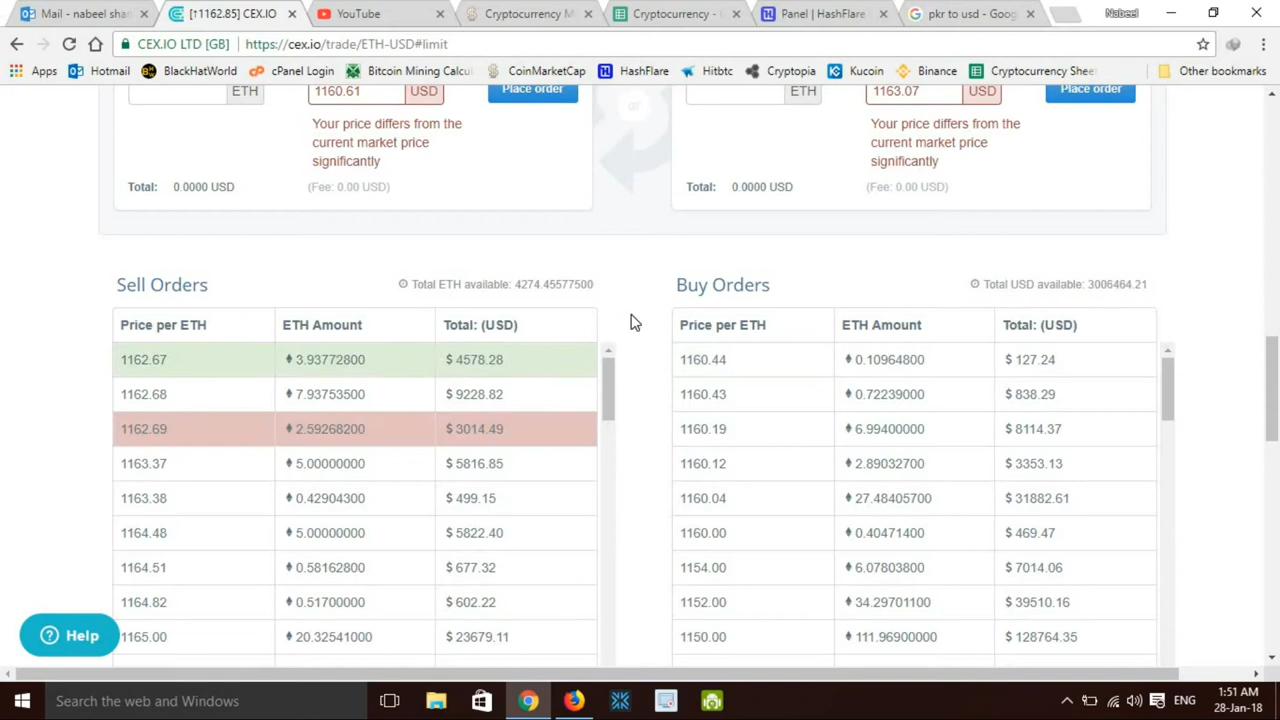 Mail - nabeel shan
[↑1162.85] CEX.IO
YouTube
Cryptocurrency M
Cryptocurrency - G
Panel | HashFlare
pkr to usd - Goog
Nabeel
CEX.IO LTD [GB] https://cex.io/trade/ETH-USD#limit
Apps Hotmail BlackHatWorld cPanel Login Bitcoin Mining Calcu CoinMarketCap HashFlare Hitbtc Cryptopia Kucoin Binance Cryptocurrency Shee Other bookmarks
ETH 1160.61 USD Place order
or
ETH 1163.07 USD Place order
Your price differs from the
current market price
significantly
Your price differs from the
current market price
significantly
Total: 0.0000 USD (Fee: 0.00 USD)
Total: 0.0000 USD (Fee: 0.00 USD)
Sell Orders Total ETH available: 4274.45577500
Price per ETH ETH Amount Total: (USD)
1162.67 3.93772800 $ 4578.28
1162.68 7.93753500 $ 9228.82
1162.69 2.59268200 $ 3014.49
1163.37 5.00000000 $ 5816.85
1163.38 0.42904300 $ 499.15
1164.48 5.00000000 $ 5822.40
1164.51 0.58162800 $ 677.32
1164.82 0.51700000 $ 602.22
1165.00 20.32541000 $ 23679.11
Buy Orders Total USD available: 3006464.21
Price per ETH ETH Amount Total: (USD)
1160.44 0.10964800 $ 127.24
1160.43 0.72239000 $ 838.29
1160.19 6.99400000 $ 8114.37
1160.12 2.89032700 $ 3353.13
1160.04 27.48405700 $ 31882.61
1160.00 0.40471400 $ 469.47
1154.00 6.07803800 $ 7014.06
1152.00 34.29701100 $ 39510.16
1150.00 111.96900000 $ 128764.35
Help
Search the web and Windows
ENG
1:51 AM
28-Jan-18